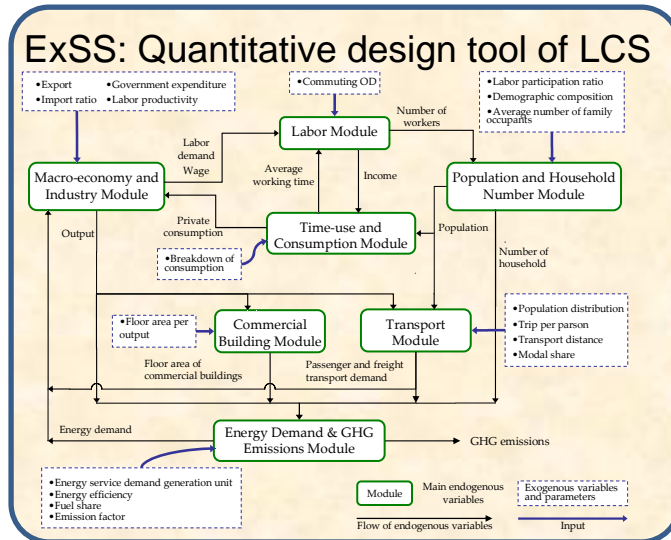 ExSS: Quantitative design tool of LCS
•Export
•Government expenditure
•Import ratio
•Labor productivity
•Commuting OD
•Labor participation ratio
•Demographic composition
•Average number of family
occupants
Labor Module
Number of
workers
Labor
demand
Wage
Average
working time
Income
Macro-economy and
Industry Module
Population and Household
Number Module
Private
consumption
Time-use and
Consumption Module
Output
Population
Number of
household
•Breakdown of
consumption
•Floor area per
output
Commercial
Building Module
Transport
Module
•Population distribution
•Trip per parson
•Transport distance
•Modal share
Floor area of
commercial buildings
Passenger and freight
transport demand
Energy demand
Energy Demand & GHG
Emissions Module
GHG emissions
•Energy service demand generation unit
•Energy efficiency
•Fuel share
•Emission factor
Module
Main endogenous
variables
Exogenous variables
and parameters
Flow of endogenous variables
Input